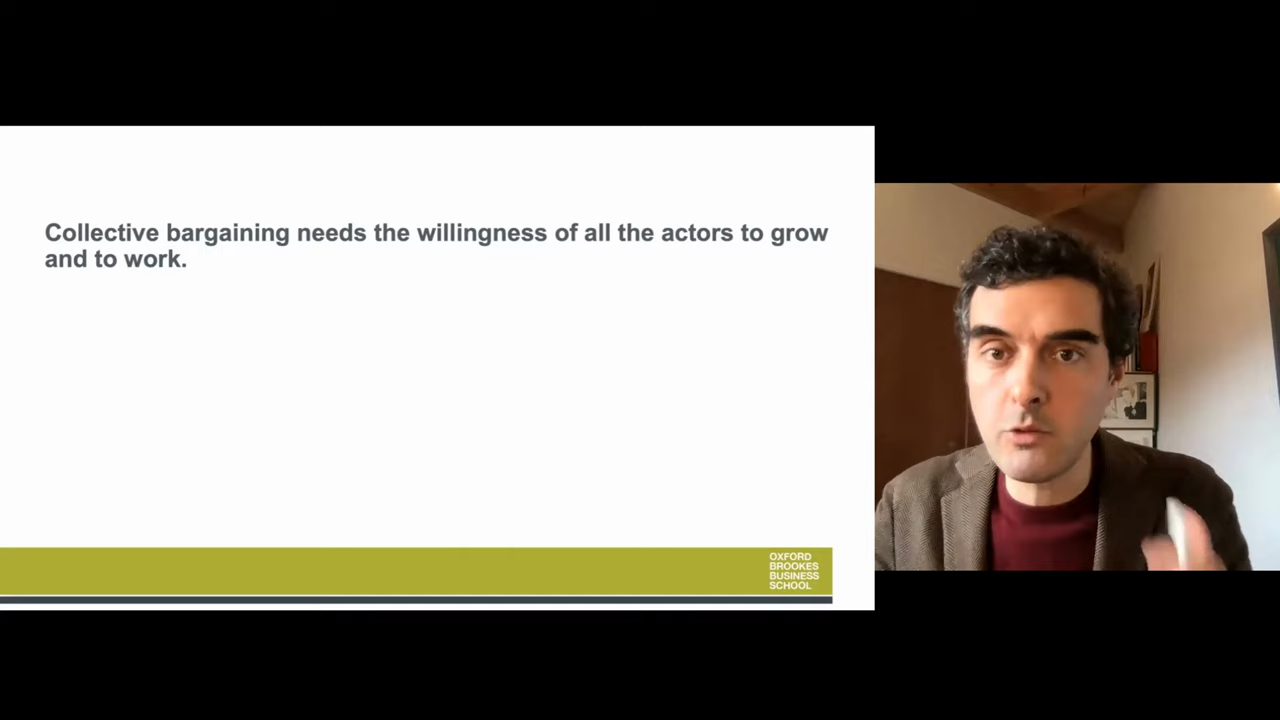 Collective bargaining needs the willingness of all the actors to grow
and to work.
OXFORD
BROOKES
BUSINESS
SCHOOL